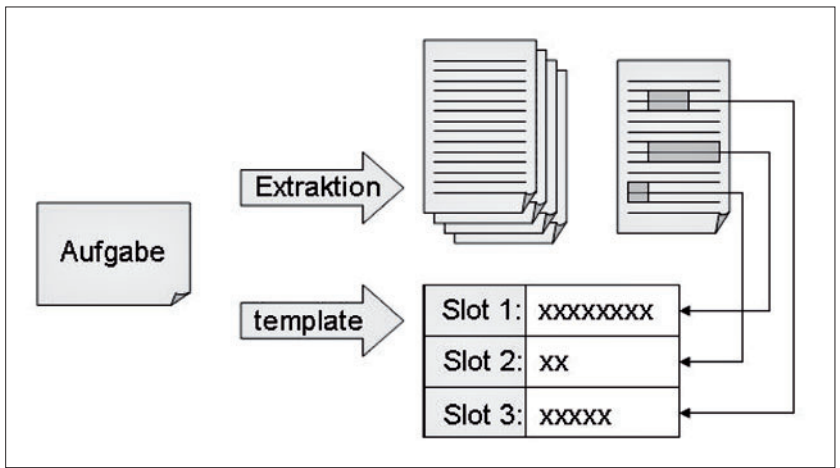 Extraktion
Aufgabe
template
Slot 1: xxxxxxxx
Slot 2: xx
Slot 3: xxxxx